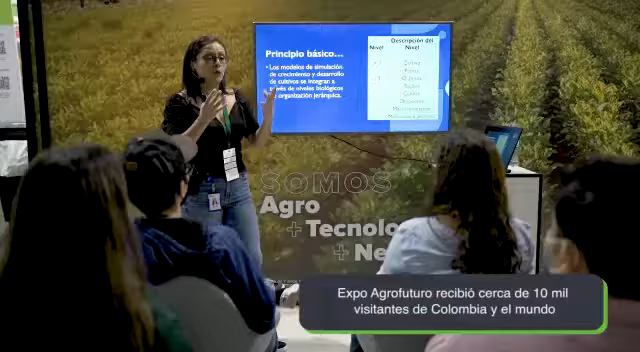 Principio básico...
• Los modelos de simulación
de crecimiento y desarrollo
de cultivos se integran a
través de niveles biológicos
de organización jerárquica.
Descripción del
Nivel
Nivel
SOMOS
Agro
+ Tecnolo
+ Ne
Expo Agrofuturo recibió cerca de 10 mil
visitantes de Colombia y el mundo